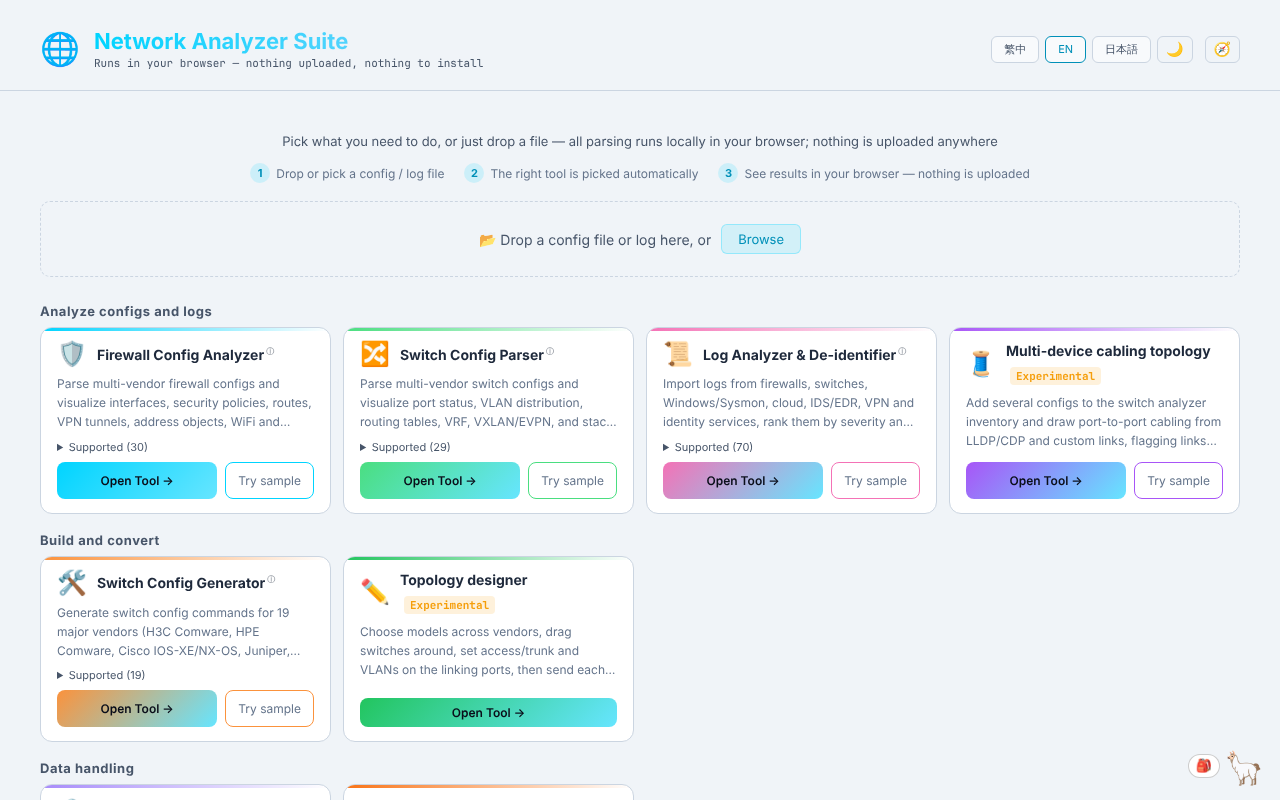 Network Analyzer Suite
Runs in your browser — nothing uploaded, nothing to install
繁中
EN
日本語
Pick what you need to do, or just drop a file — all parsing runs locally in your browser; nothing is uploaded anywhere
1 Drop or pick a config / log file
2 The right tool is picked automatically
3 See results in your browser — nothing is uploaded
Drop a config file or log here, or
Browse
Analyze configs and logs
Firewall Config Analyzer ⓘ
Parse multi-vendor firewall configs and
visualize interfaces, security policies, routes,
VPN tunnels, address objects, WiFi and…
▶ Supported (30)
Open Tool →
Try sample
Switch Config Parser ⓘ
Parse multi-vendor switch configs and
visualize port status, VLAN distribution,
routing tables, VRF, VXLAN/EVPN, and stac…
▶ Supported (29)
Open Tool →
Try sample
Log Analyzer & De-identifier ⓘ
Import logs from firewalls, switches,
Windows/Sysmon, cloud, IDS/EDR, VPN and
identity services, rank them by severity an…
▶ Supported (70)
Open Tool →
Try sample
Multi-device cabling topology
Experimental
Add several configs to the switch analyzer
inventory and draw port-to-port cabling from
LLDP/CDP and custom links, flagging links…
Open Tool →
Try sample
Build and convert
Switch Config Generator ⓘ
Generate switch config commands for 19
major vendors (H3C Comware, HPE
Comware, Cisco IOS-XE/NX-OS, Juniper,…
▶ Supported (19)
Open Tool →
Try sample
Topology designer
Experimental
Choose models across vendors, drag
switches around, set access/trunk and
VLANs on the linking ports, then send each…
Open Tool →
Data handling